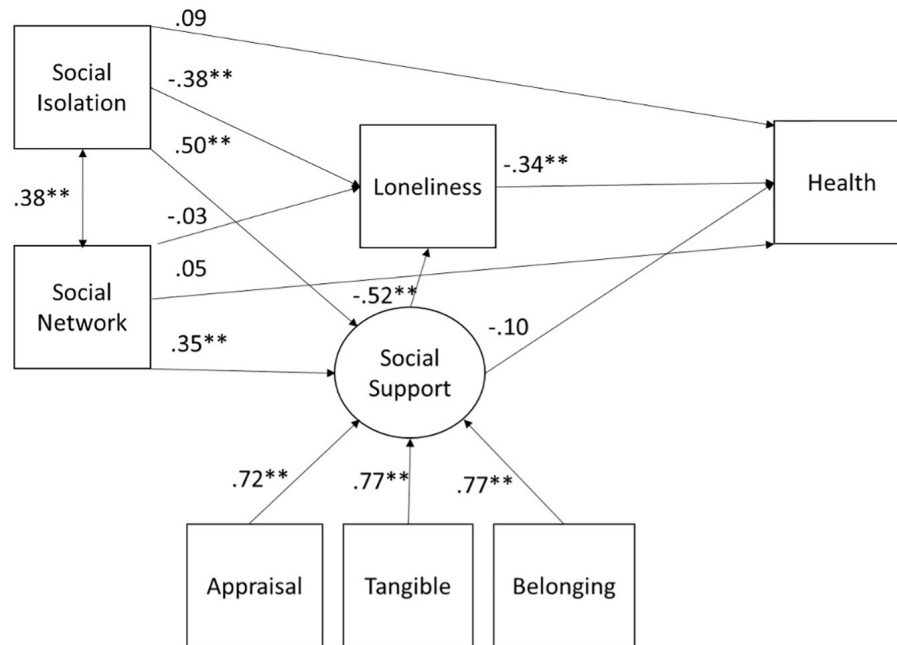 .09
Social
Isolation
-.38**
.50**
Loneliness
-.34**
Health
.38**
-.03
Social
Network
.05
-.52**
-.10
.35**
Social
Support
.72**
.77**
.77**
Appraisal
Tangible
Belonging